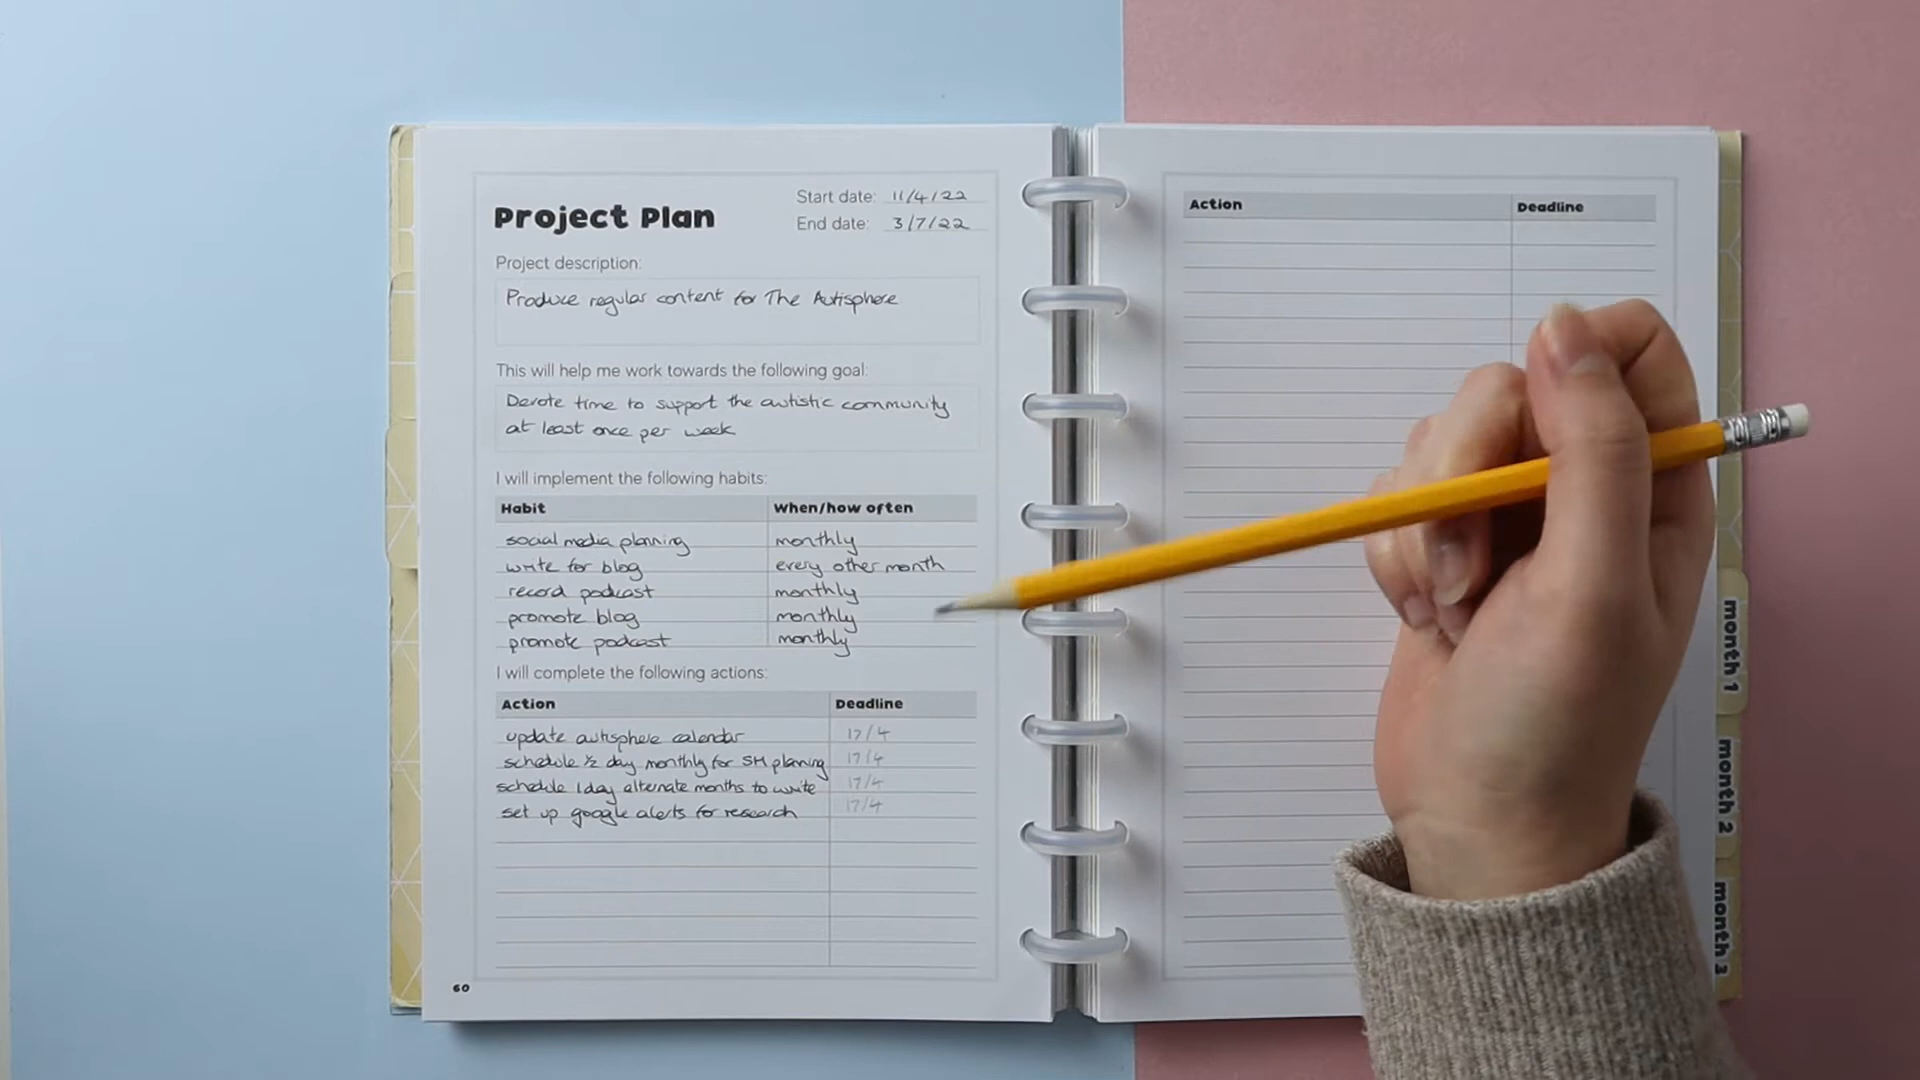 Project Plan
Start date: 11/4/22
End date: 3/7/22
Project description:
Produce regular content for The Autisphere
This will help me work towards the following goal:
Devote time to support the autistic community
at least once per week
I will implement the following habits:
Habit When/how often
social media planning monthly
write for blog every other month
record podcast monthly
promote blog monthly
promote podcast monthly
I will complete the following actions:
Action Deadline
update autisphere calendar 17/4
schedule ½ day monthly for SM planing 17/4
schedule 1 day alternate months to write 17/4
set up google alerts for research 17/4
60
Action Deadline
month 1
month 2
month 3